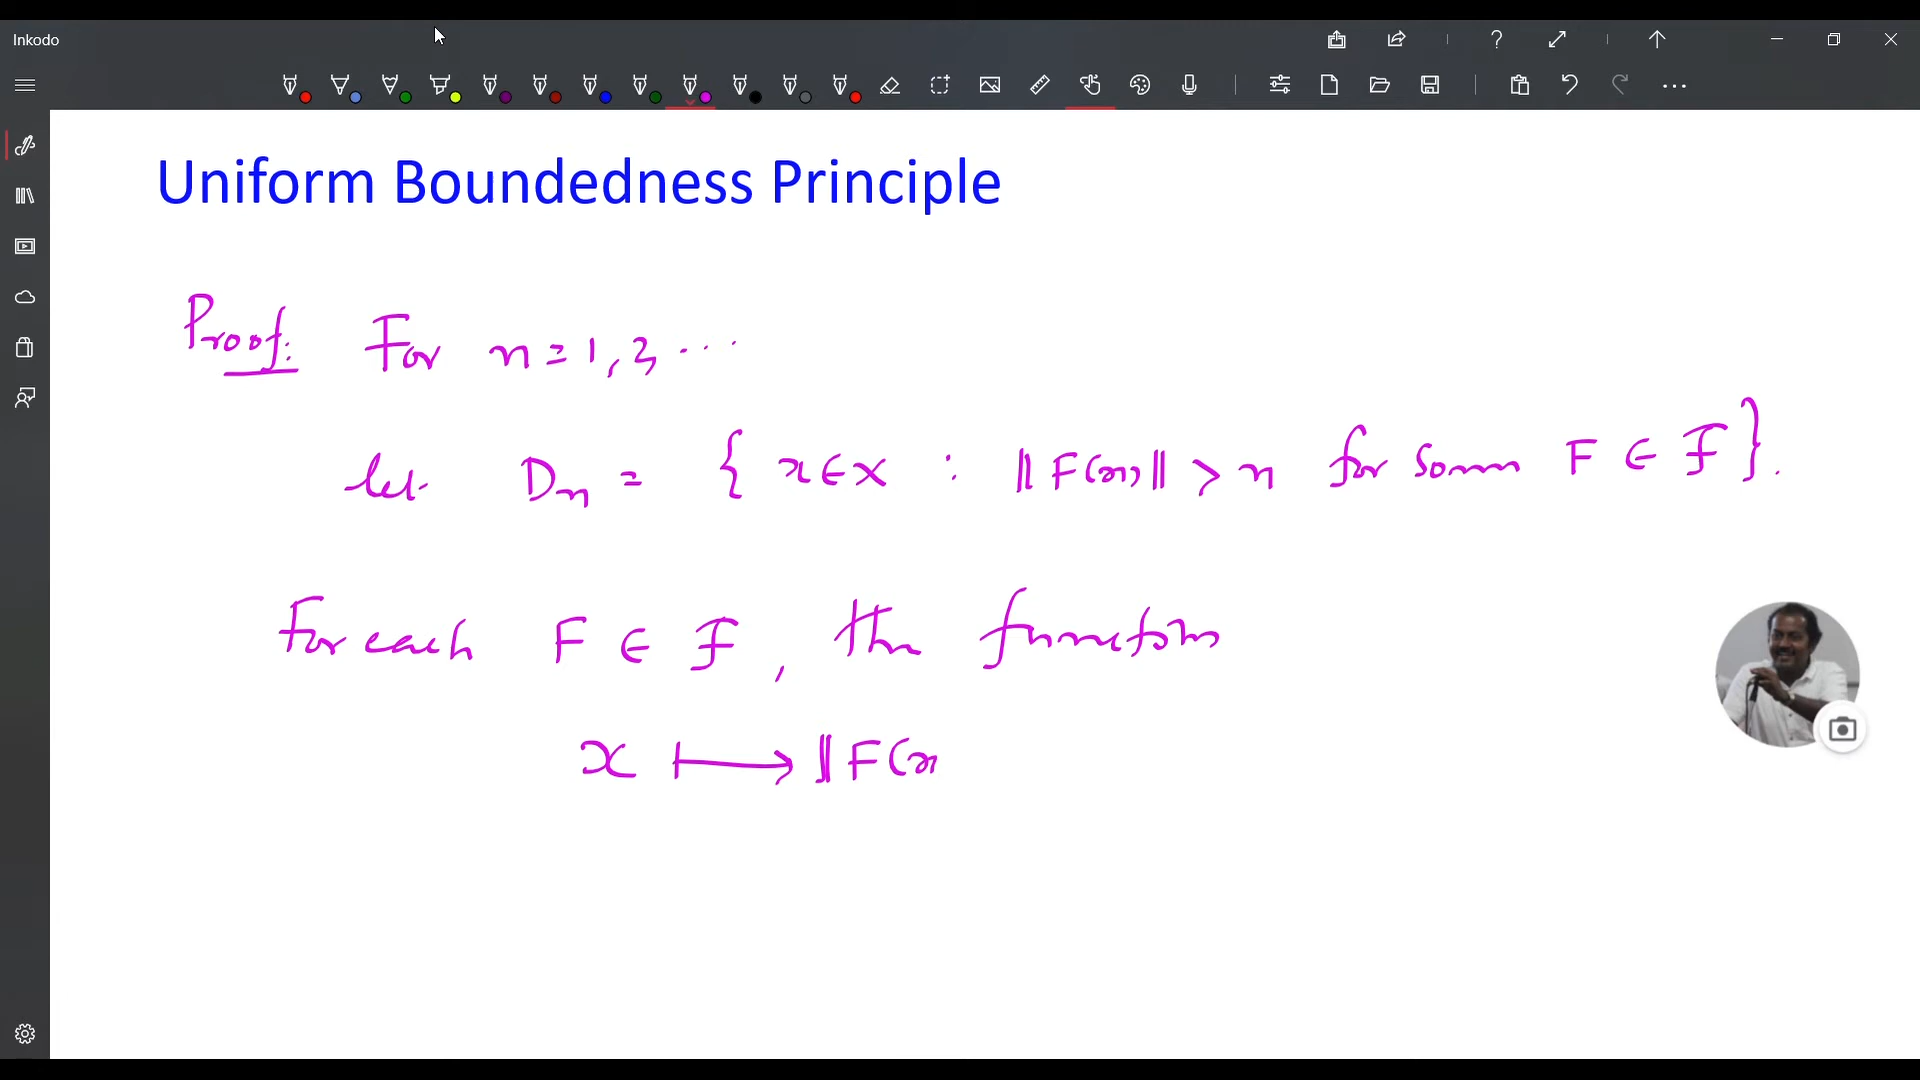 Inkodo
Uniform Boundedness Principle
Proof: For n = 1, 2, ...
let Dn = { x ∈ X : ‖F(x)‖ > n for some F ∈ 𝓕 }.
For each F ∈ 𝓕, the function
x ⟼ ‖F(x